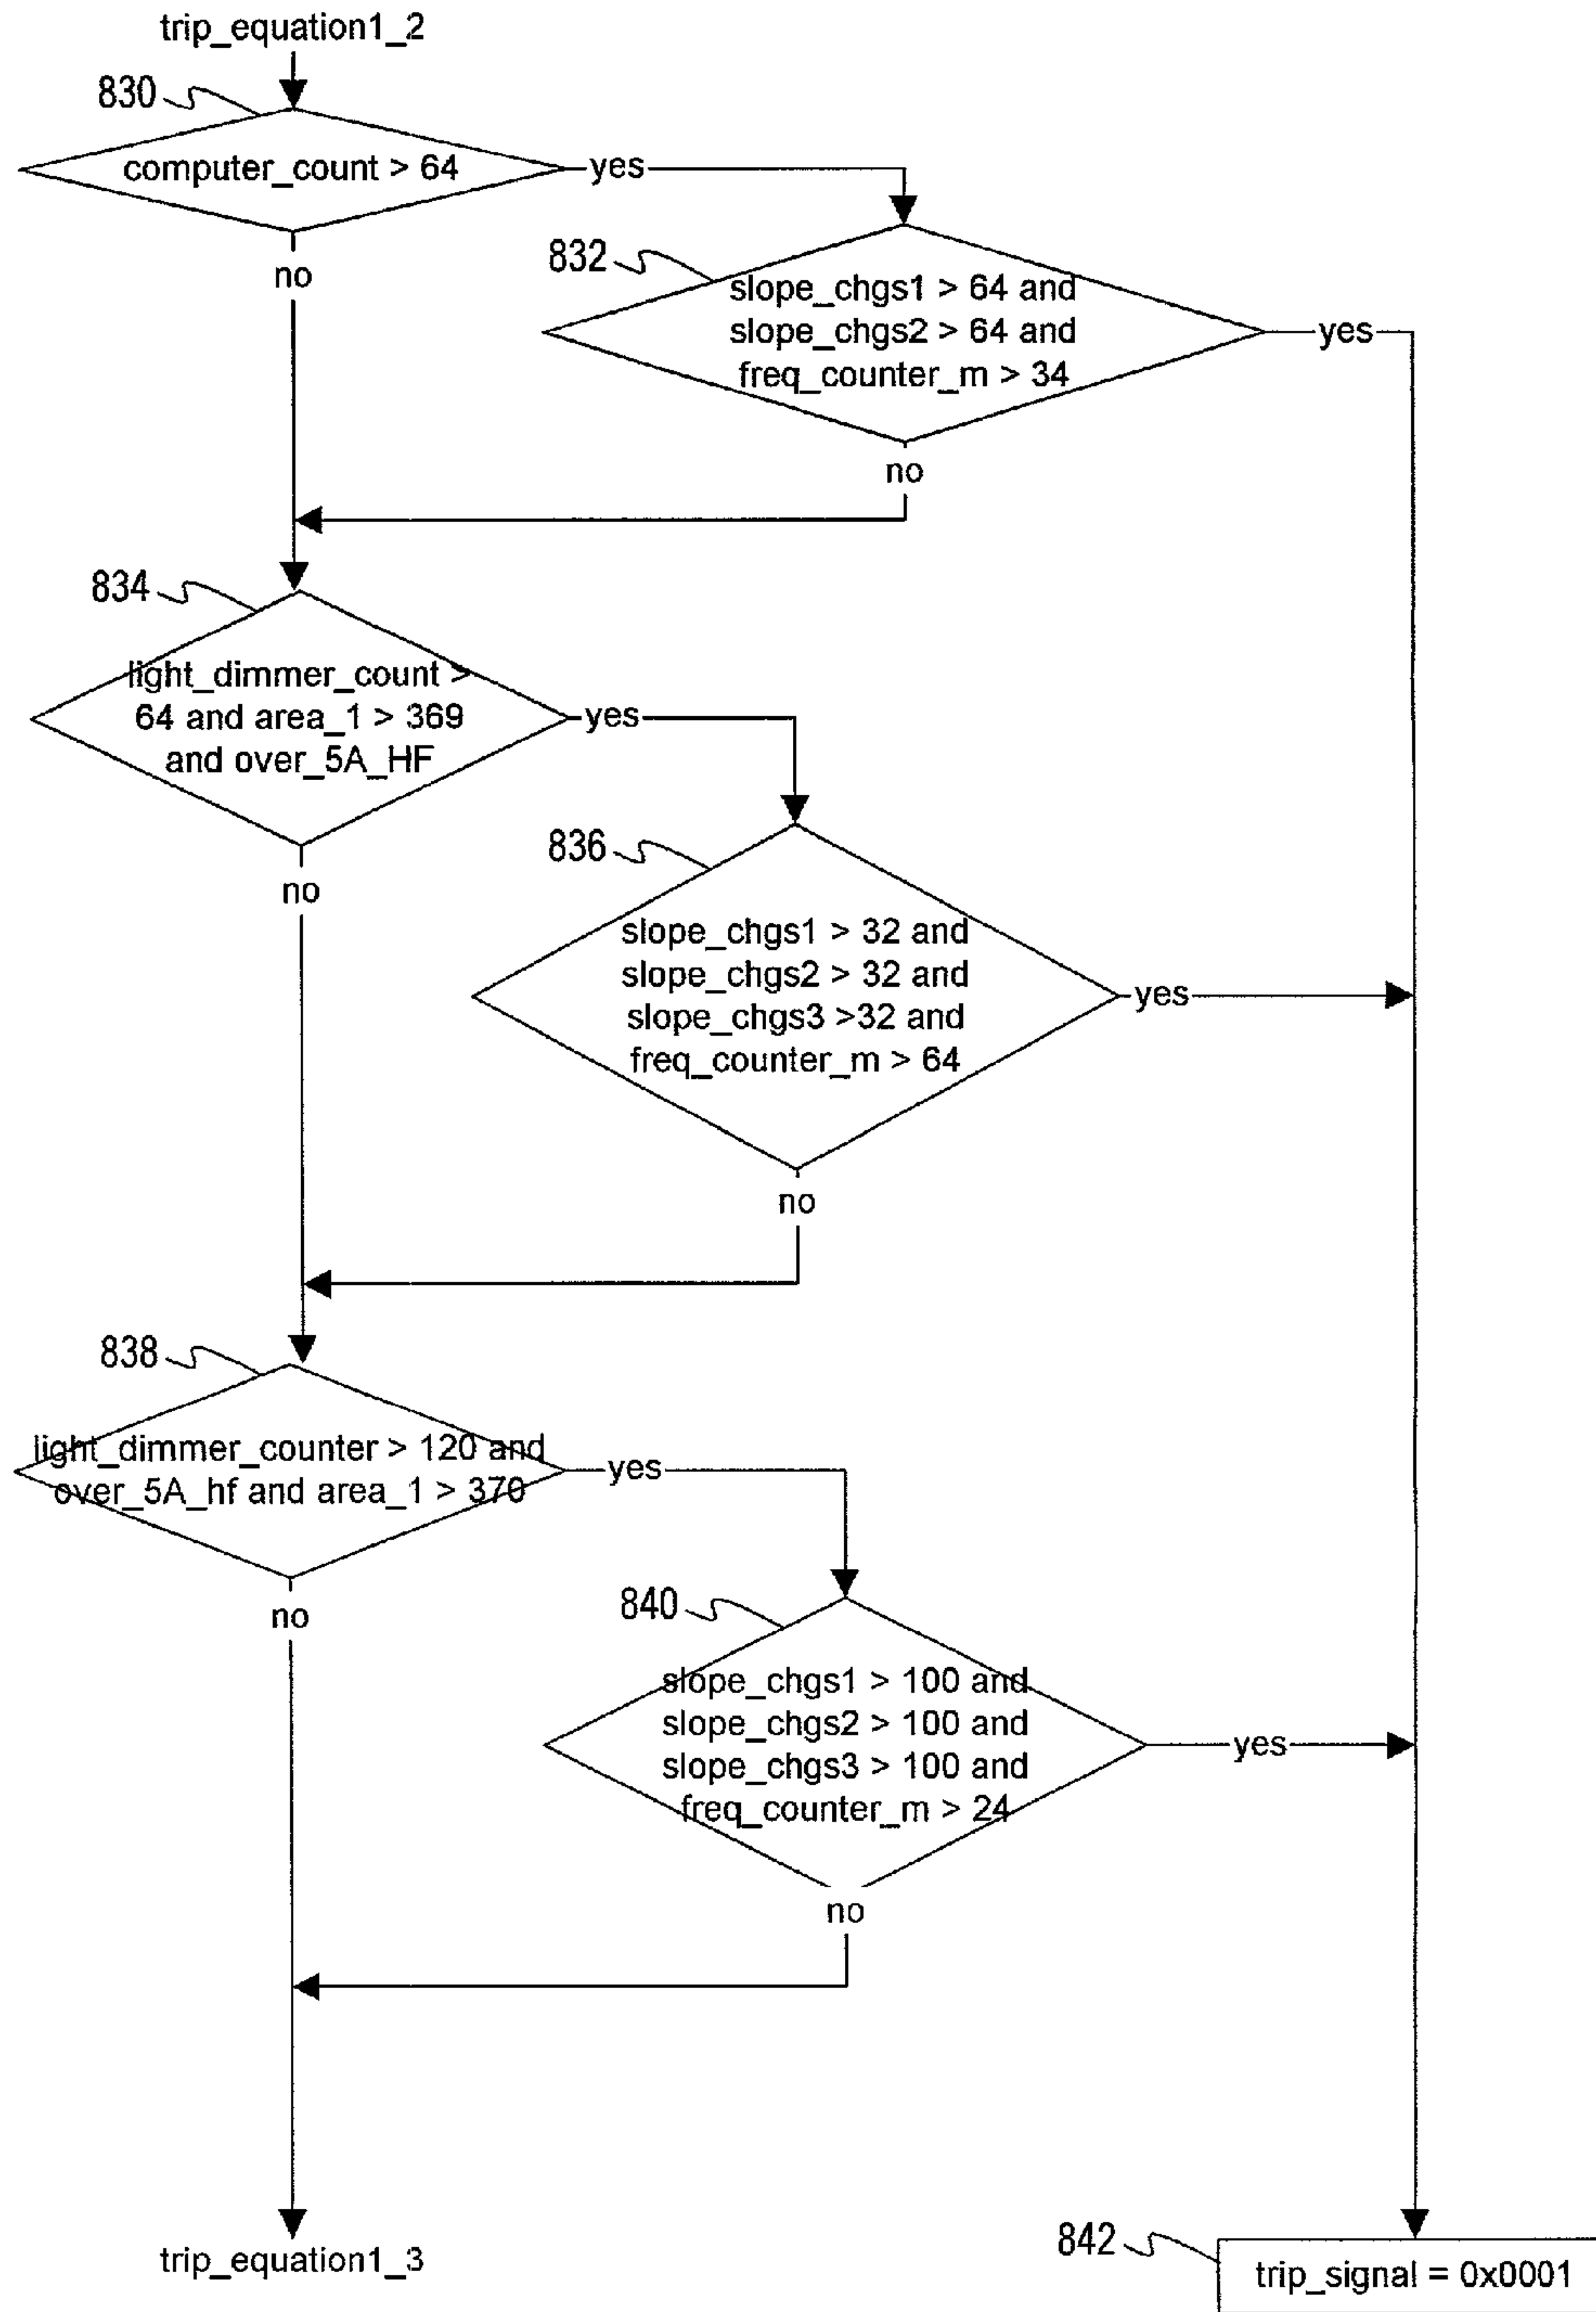 trip_equation1_2
830
computer_count > 64
yes
no
832
slope_chgs1 > 64 and
slope_chgs2 > 64 and
freq_counter_m > 34
yes
no
834
light_dimmer_count >
64 and area_1 > 369
and over_5A_HF
yes
no
836
slope_chgs1 > 32 and
slope_chgs2 > 32 and
slope_chgs3 >32 and
freq_counter_m > 64
yes
no
838
light_dimmer_counter > 120 and
over_5A_hf and area_1 > 370
yes
no
840
slope_chgs1 > 100 and
slope_chgs2 > 100 and
slope_chgs3 > 100 and
freq_counter_m > 24
yes
no
trip_equation1_3
842
trip_signal = 0x0001